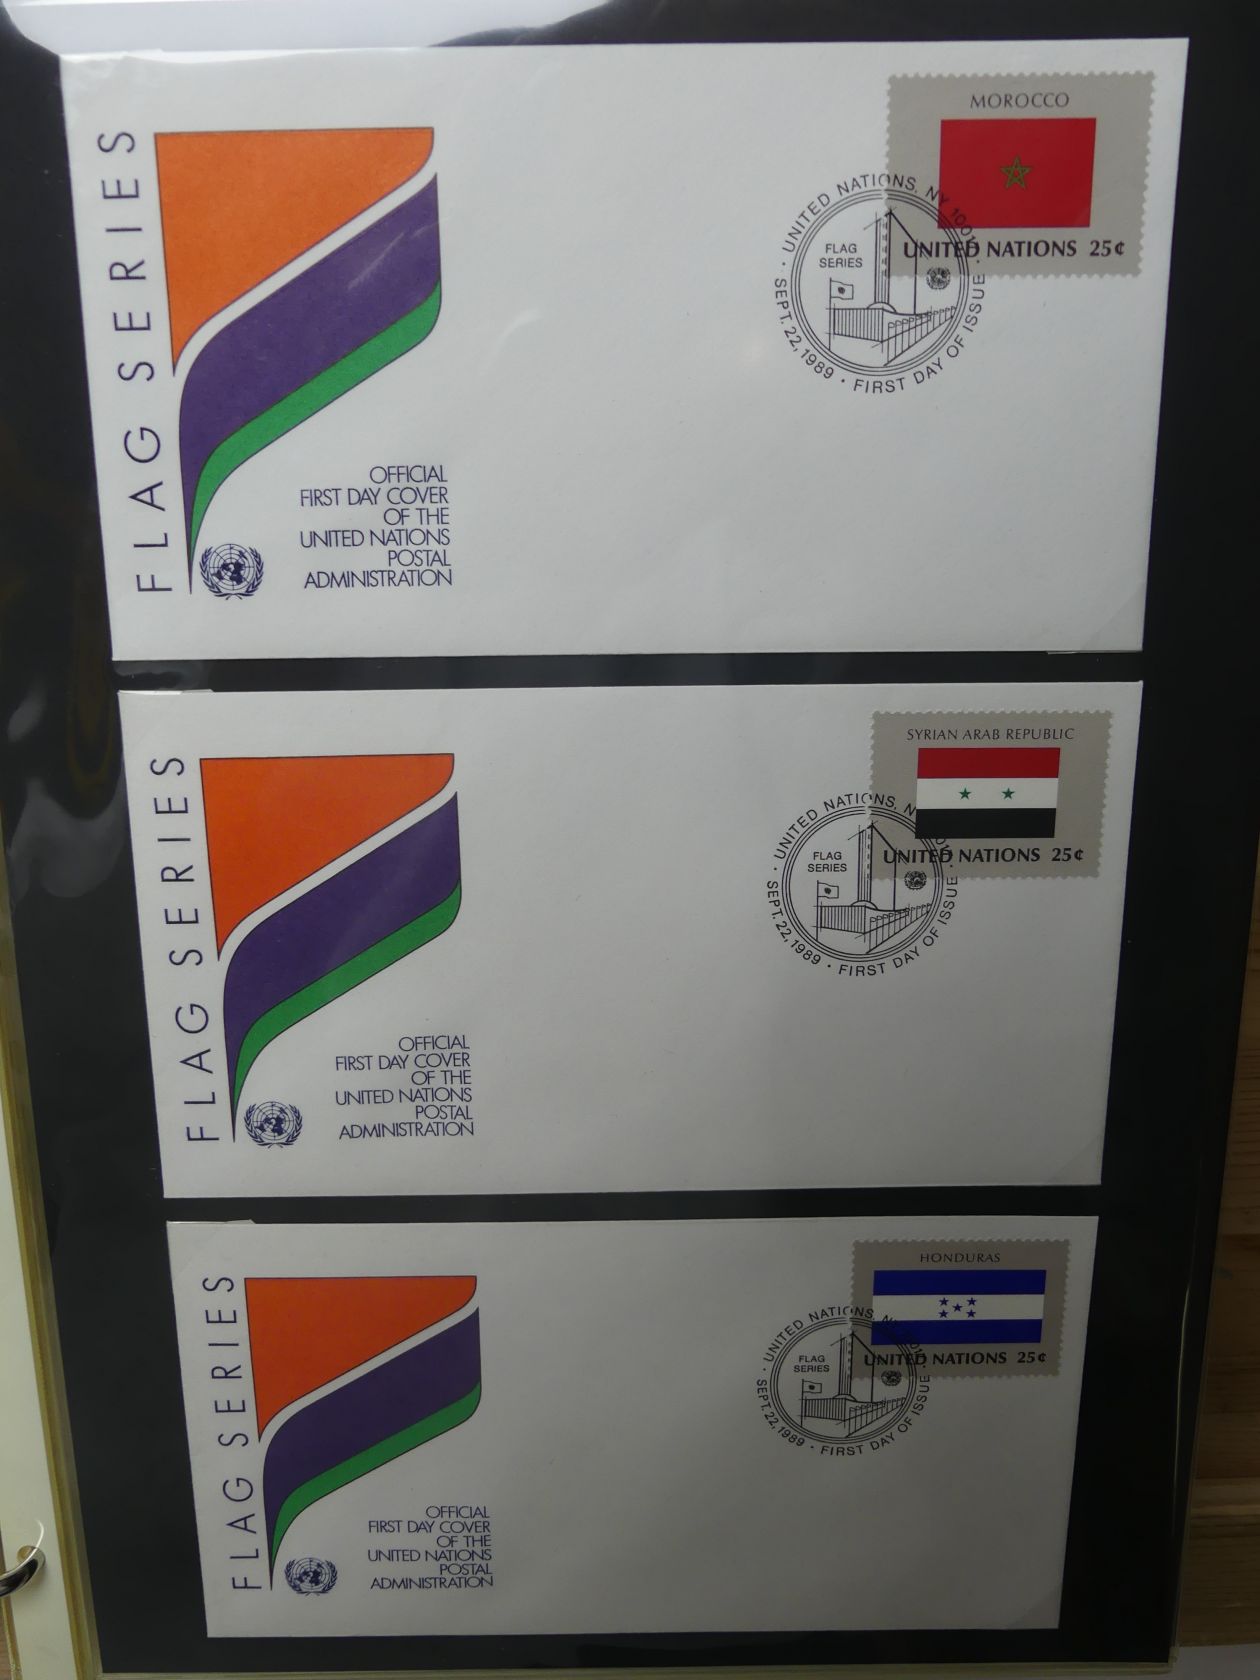 FLAG SERIES
OFFICIAL
FIRST DAY COVER
OF THE
UNITED NATIONS
POSTAL
ADMINISTRATION
MOROCCO
UNITED NATIONS 25¢
UNITED NATIONS, NY 10017 · SEPT. 22, 1989 · FIRST DAY OF ISSUE ·
FLAG
SERIES
FLAG SERIES
OFFICIAL
FIRST DAY COVER
OF THE
UNITED NATIONS
POSTAL
ADMINISTRATION
SYRIAN ARAB REPUBLIC
UNITED NATIONS 25¢
UNITED NATIONS, · SEPT. 22, 1989 · FIRST DAY OF ISSUE ·
FLAG
SERIES
FLAG SERIES
OFFICIAL
FIRST DAY COVER
OF THE
UNITED NATIONS
POSTAL
ADMINISTRATION
HONDURAS
UNITED NATIONS 25¢
UNITED NATIONS, · SEPT. 22, 1989 · FIRST DAY OF ISSUE ·
FLAG
SERIES